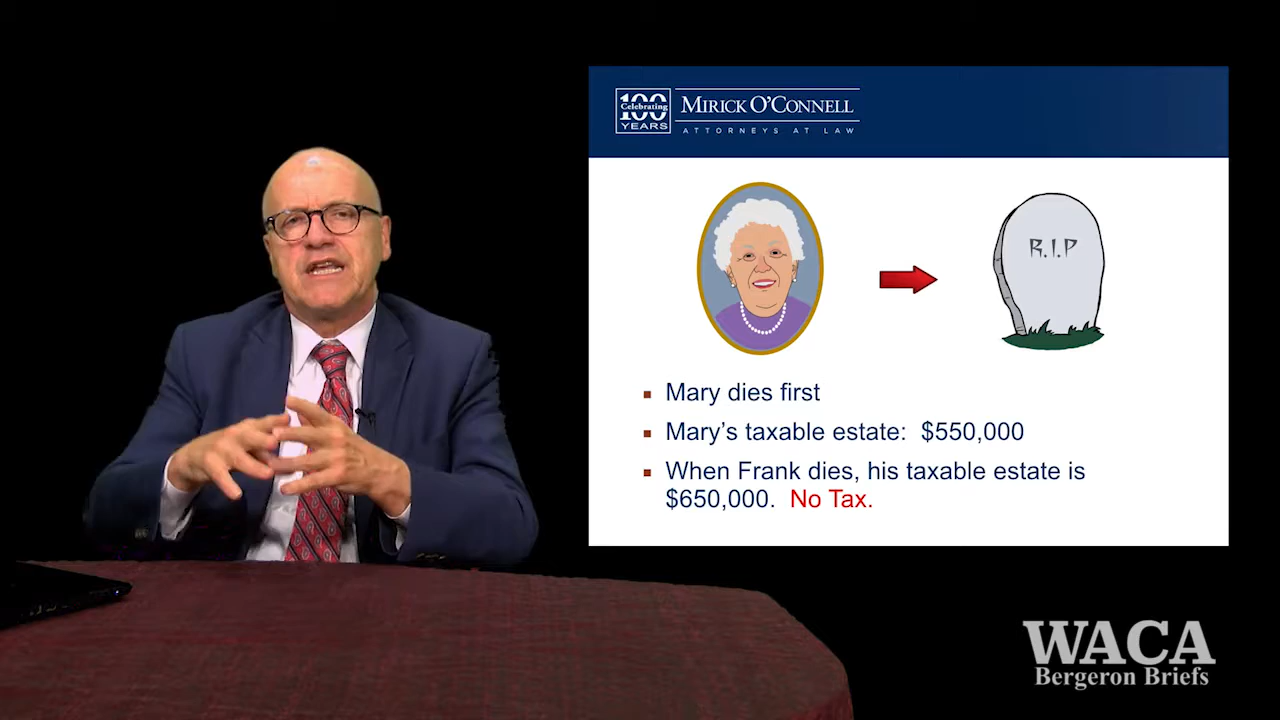 Celebrating
100
YEARS
MIRICK O'CONNELL
ATTORNEYS AT LAW
R.I.P
Mary dies first
Mary's taxable estate: $550,000
When Frank dies, his taxable estate is
$650,000. No Tax.
WACA
Bergeron Briefs